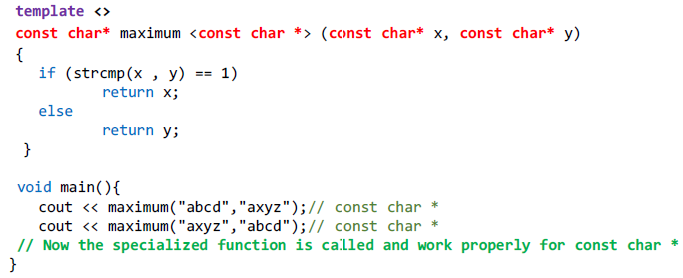 template <>
const char* maximum <const char *> (const char* x, const char* y)
{
if (strcmp(x , y) == 1)
return x;
else
return y;
}
void main(){
cout << maximum("abcd","axyz");// const char *
cout << maximum("axyz","abcd");// const char *
// Now the specialized function is called and work properly for const char *
}